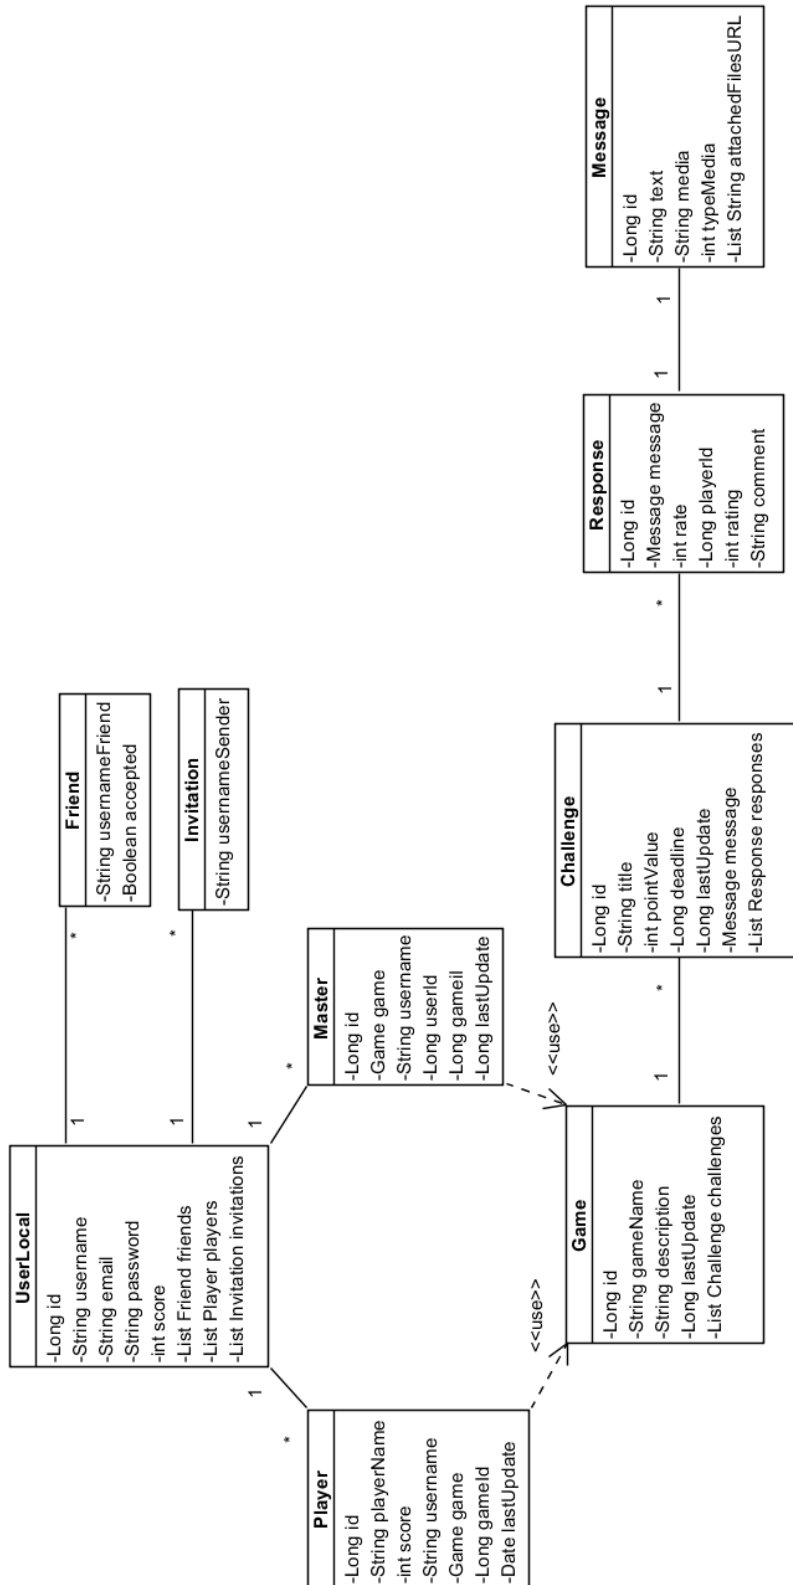 UserLocal
-Long id
-String username
-String email
-String password
-int score
-List Friend friends
-List Player players
-List Invitation invitations
1
*
Friend
-String usernameFriend
-Boolean accepted
1
*
Invitation
-String usernameSender
1
*
Player
-Long id
-String playerName
-int score
-String username
-Game game
-Long gameId
-Date lastUpdate
1
*
Master
-Long id
-Game game
-String username
-Long userId
-Long gameil
-Long lastUpdate
<<use>>
<<use>>
Game
-Long id
-String gameName
-String description
-Long lastUpdate
-List Challenge challenges
1
*
Challenge
-Long id
-String title
-int pointValue
-Long deadline
-Long lastUpdate
-Message message
-List Response responses
1
*
Response
-Long id
-Message message
-int rate
-Long playerId
-int rating
-String comment
1
1
Message
-Long id
-String text
-String media
-int typeMedia
-List String attachedFilesURL